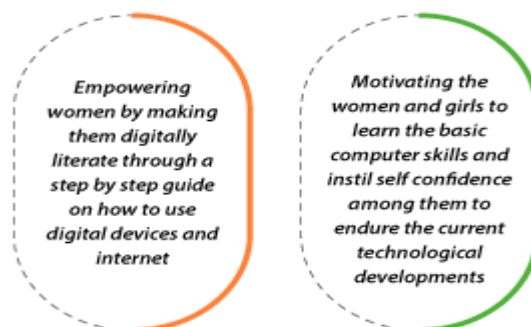 Empowering
women by making
them digitally
literate through a
step by step guide
on how to use
digital devices and
internet
Motivating the
women and girls to
learn the basic
computer skills and
instil self confidence
among them to
endure the current
technological
developments